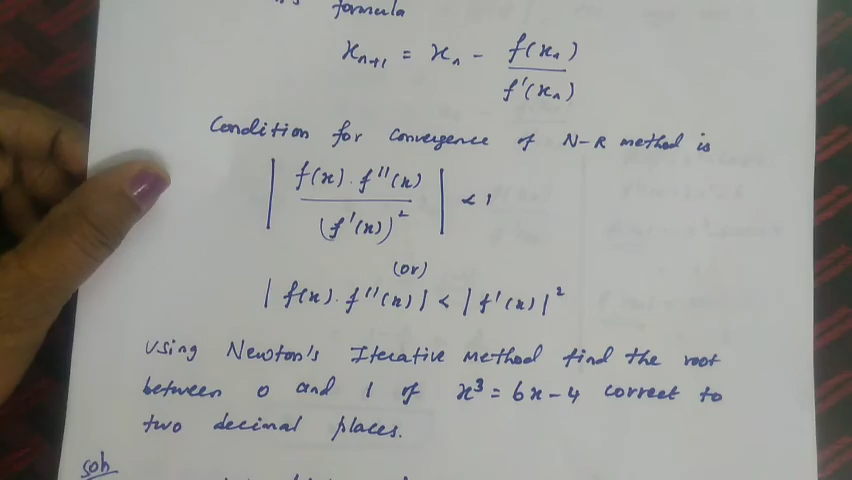 formula
xₙ₊₁ = xₙ - f(xₙ) / f'(xₙ)
Condition for convergence of N-R method is
| f(x) . f''(x) / (f'(x))² | < 1
(or)
| f(x) . f''(x) | < | f'(x) |²
Using Newton's Iterative Method find the root
between 0 and 1 of x³ = 6x-4 correct to
two decimal places.
soln